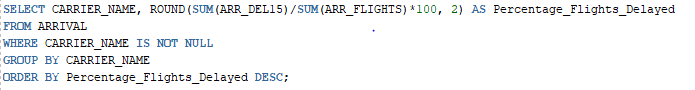 SELECT CARRIER_NAME, ROUND(SUM(ARR_DEL15)/SUM(ARR_FLIGHTS)*100, 2) AS Percentage_Flights_Delayed
FROM ARRIVAL
WHERE CARRIER_NAME IS NOT NULL
GROUP BY CARRIER_NAME
ORDER BY Percentage_Flights_Delayed DESC;